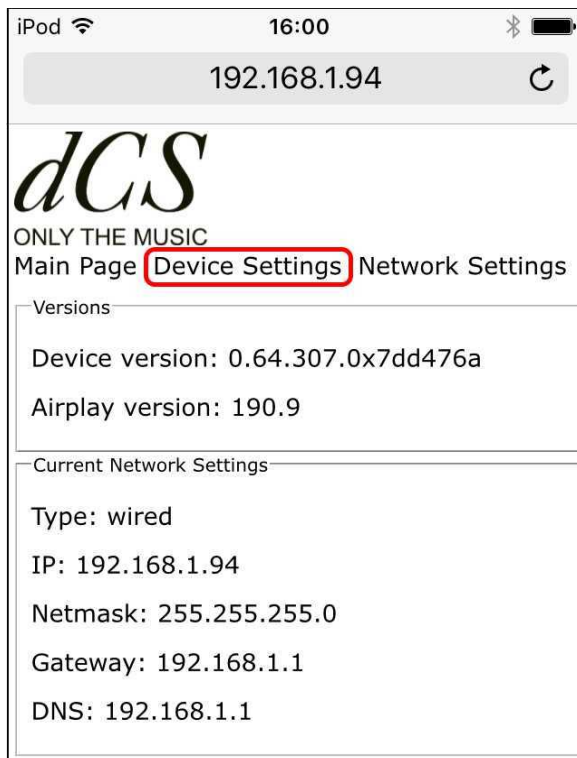 iPod 16:00
192.168.1.94
dCS
ONLY THE MUSIC
Main Page Device Settings Network Settings
Versions
Device version: 0.64.307.0x7dd476a
Airplay version: 190.9
Current Network Settings
Type: wired
IP: 192.168.1.94
Netmask: 255.255.255.0
Gateway: 192.168.1.1
DNS: 192.168.1.1